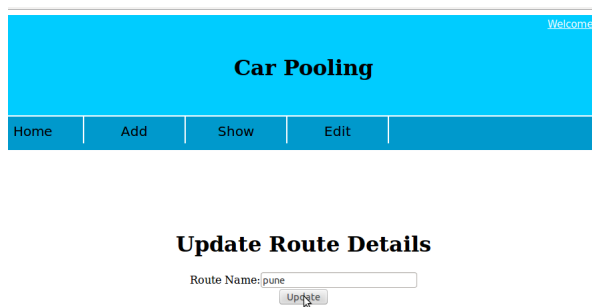 Welcome
Car Pooling
Home Add Show Edit
Update Route Details
Route Name: pune
Update